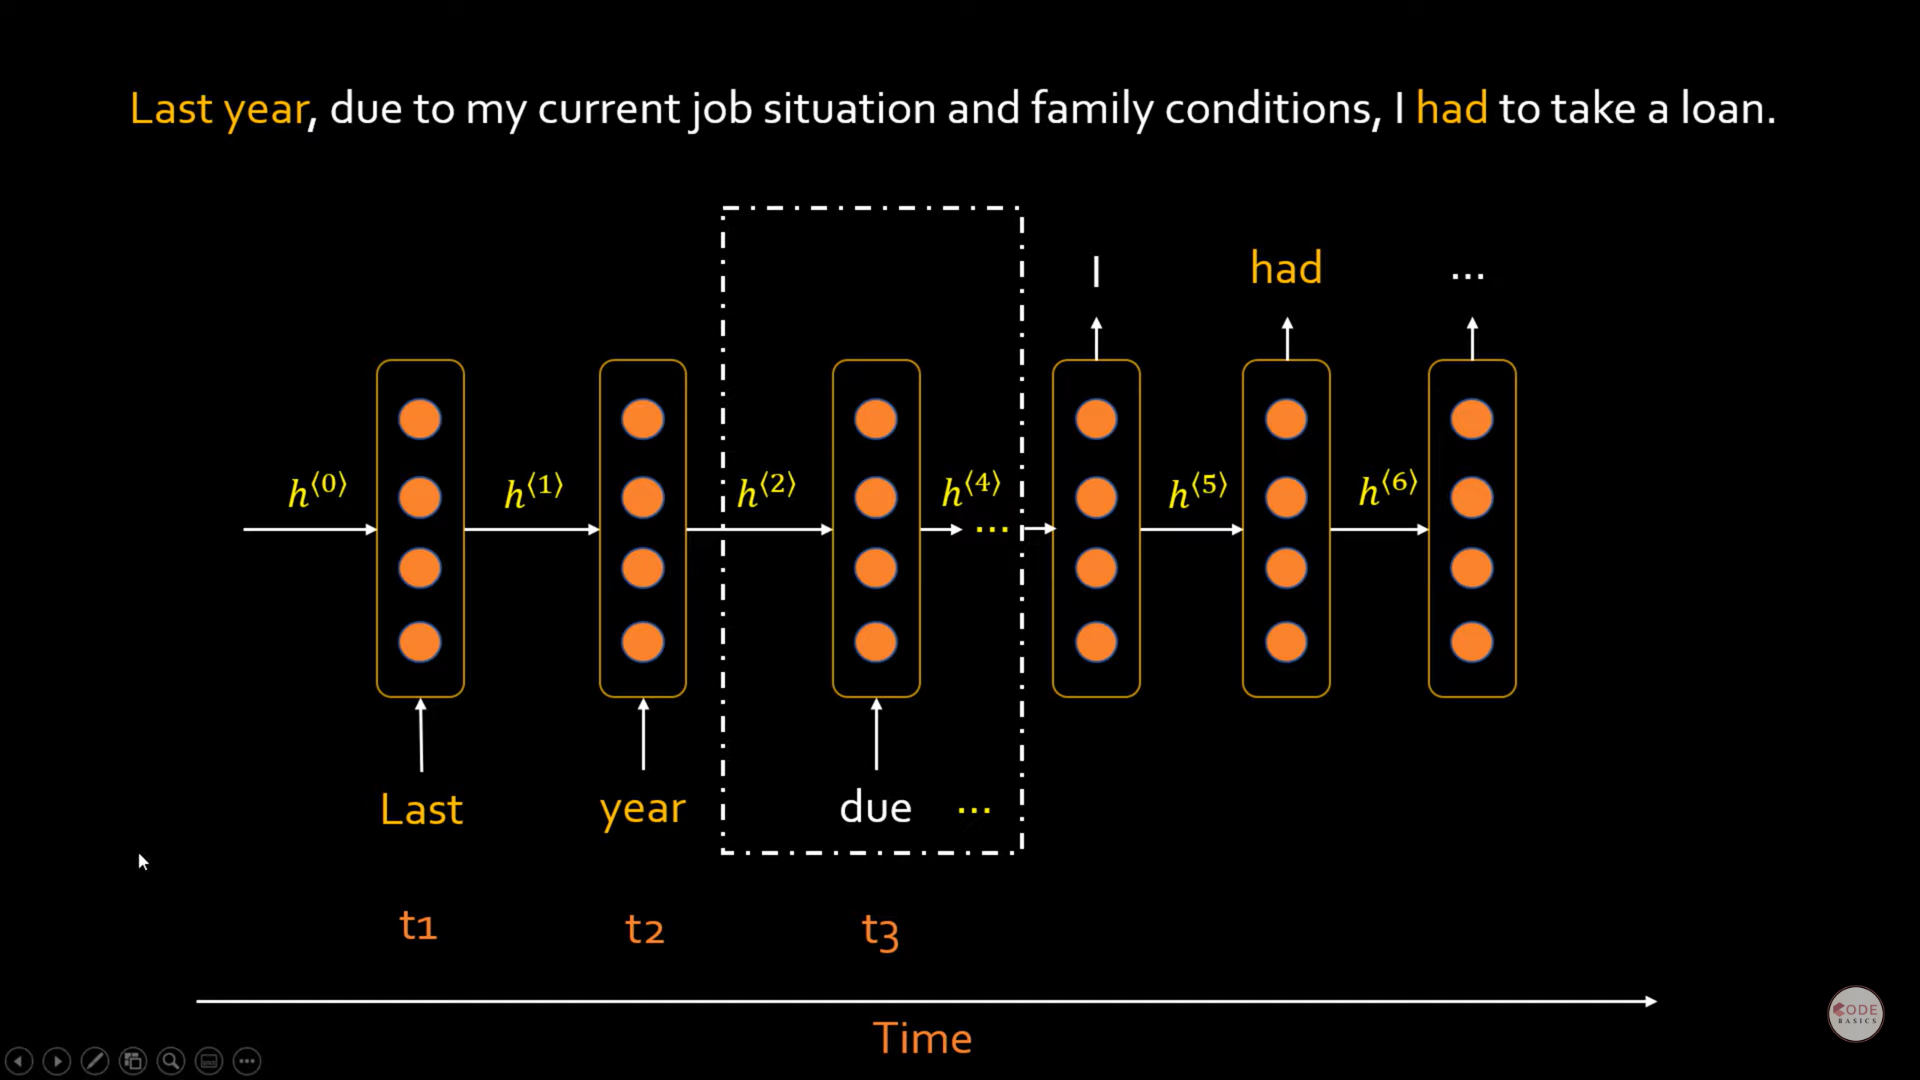 Last year, due to my current job situation and family conditions, I had to take a loan.
I had ...
h⟨0⟩ h⟨1⟩ h⟨2⟩ h⟨4⟩ h⟨5⟩ h⟨6⟩
...
Last year due ...
t1 t2 t3
Time
CODE
BASICS